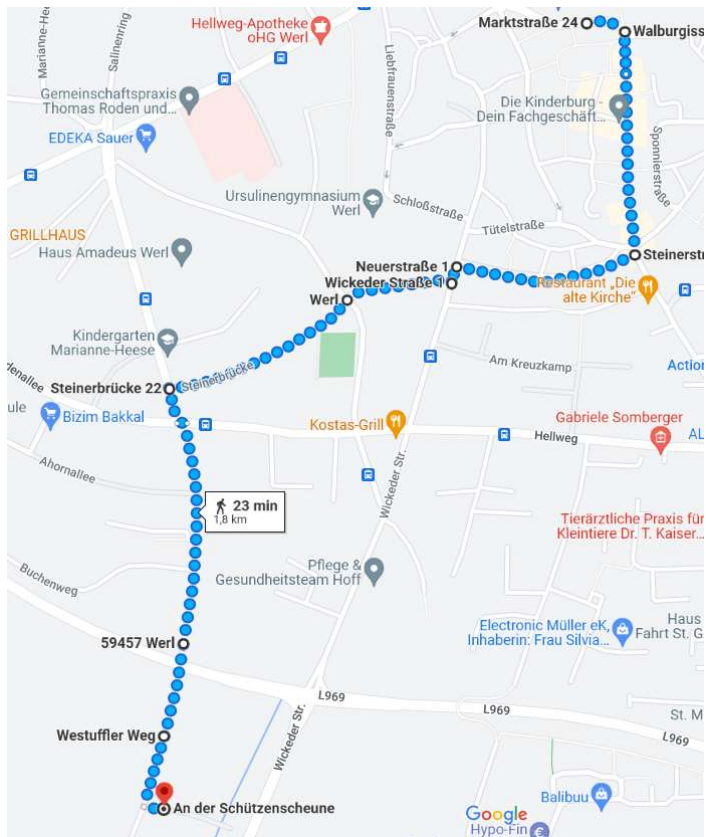 Marktstraße 24
Walburgiss
Hellweg-Apotheke
oHG Werl
Marianne-Hee
Salinenring
Liebfrauenstraße
Gemeinschaftspraxis
Thomas Roden und...
Die Kinderburg -
Dein Fachgeschäft...
EDEKA Sauer
Sponnierstraße
Ursulinengymnasium
Werl
Schloßstraße
Tütelstraße
GRILLHAUS
Haus Amadeus Werl
Steinerstr
Neuerstraße 1
Wickeder Straße 1
Restaurant „Die
alte Kirche"
Werl
Kindergarten
Marianne-Heese
Steinerbrücke
Am Kreuzkamp
Action
Steinerbrücke 22
denallee
ule
Bizim Bakkal
Kostas-Grill
Gabriele Somberger
Hellweg
AL
Ahornallee
Wickeder Str.
23 min
1,8 km
Tierärztliche Praxis für
Kleintiere Dr. T. Kaiser...
Buchenweg
Pflege &
Gesundheitsteam Hoff
59457 Werl
Electronic Müller eK,
Inhaberin: Frau Silvia...
Haus
Fahrt St. G
L969
St. M
Westuffler Weg
Wickeder Str.
L969
An der Schützenscheune
Google
Balibuu
Hypo-Fin